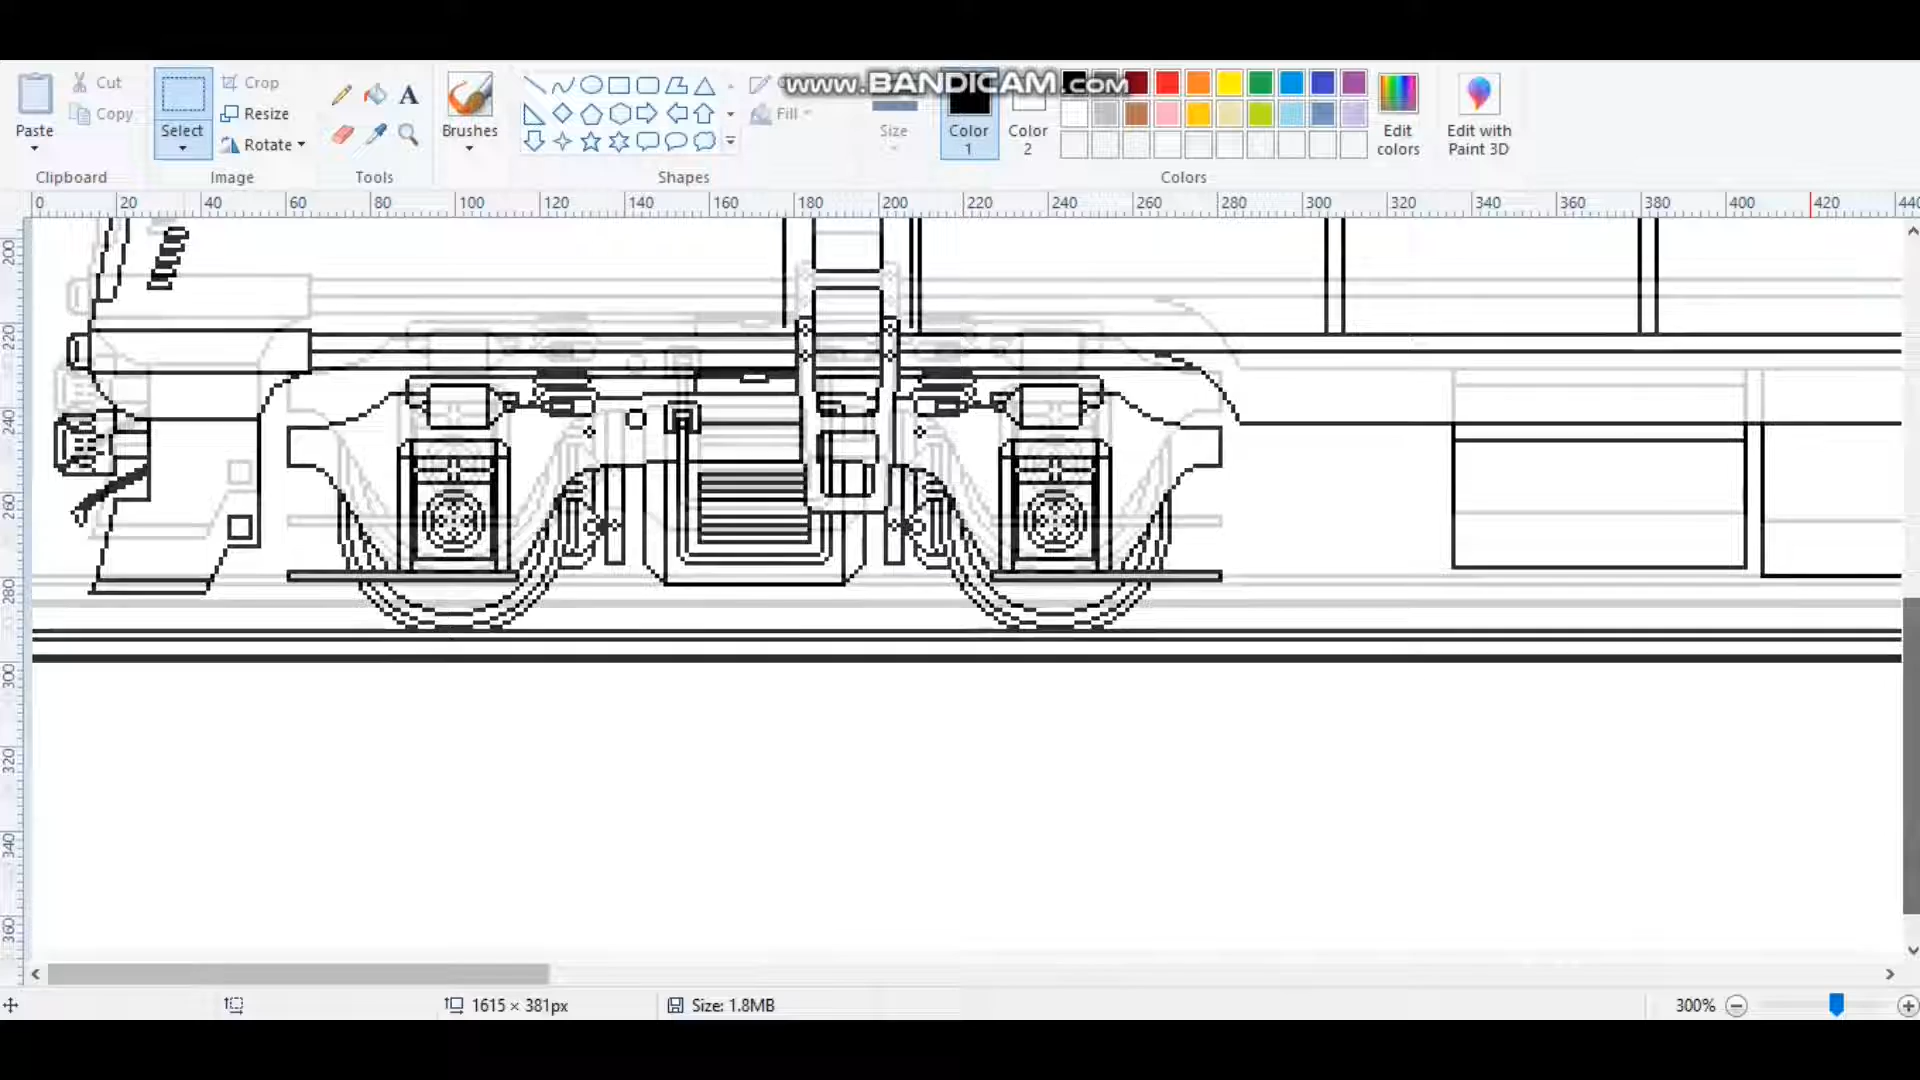 www.BANDICAM.com
Cut
Crop
Copy
Resize
Fill
Paste
Select
Rotate
Brushes
Size
Color
1
Color
2
Edit
colors
Edit with
Paint 3D
Clipboard
Image
Tools
Shapes
Colors
0 20 40 60 80 100 120 140 160 180 200 220 240 260 280 300 320 340 360 380 400 420 440
200
220
240
260
280
300
320
340
360
1615 × 381px
Size: 1.8MB
300%